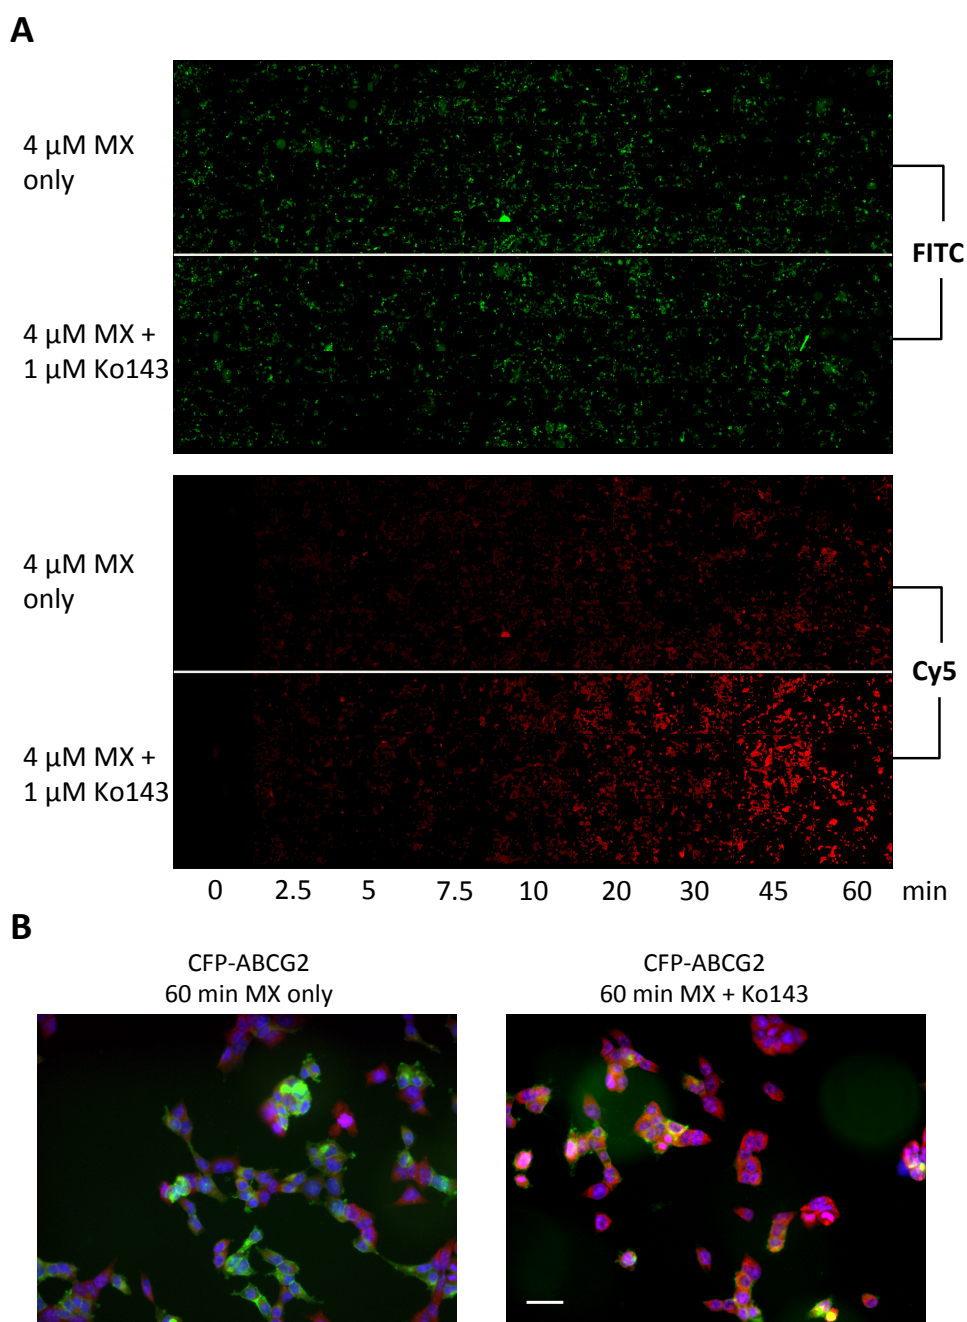 A
4 μM MX
only
FITC
4 μM MX +
1 μM Ko143
4 μM MX
only
Cy5
4 μM MX +
1 μM Ko143
0 2.5 5 7.5 10 20 30 45 60 min
B
CFP-ABCG2
60 min MX only
CFP-ABCG2
60 min MX + Ko143